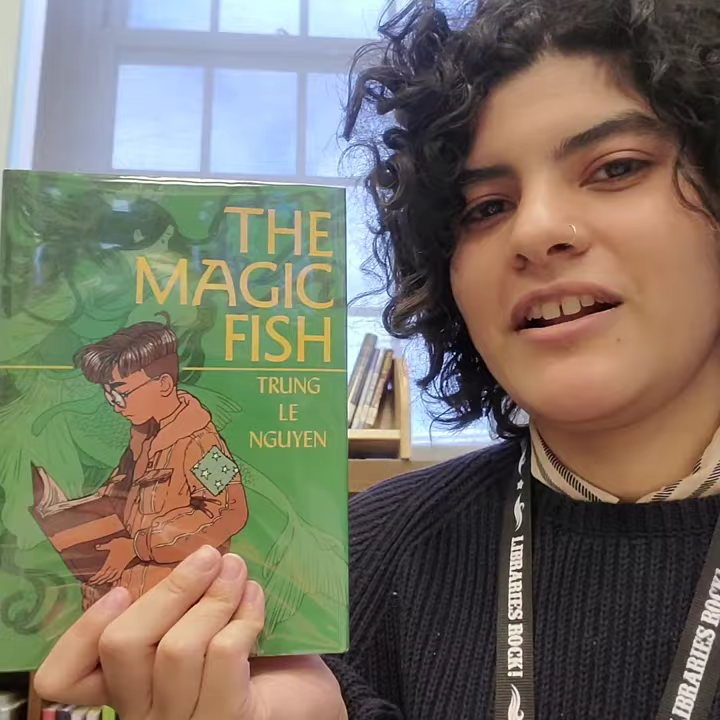 THE
MAGIC
FISH
TRUNG
LE
NGUYEN
LIBRARIES ROCK!
LIBRARIES ROCK!